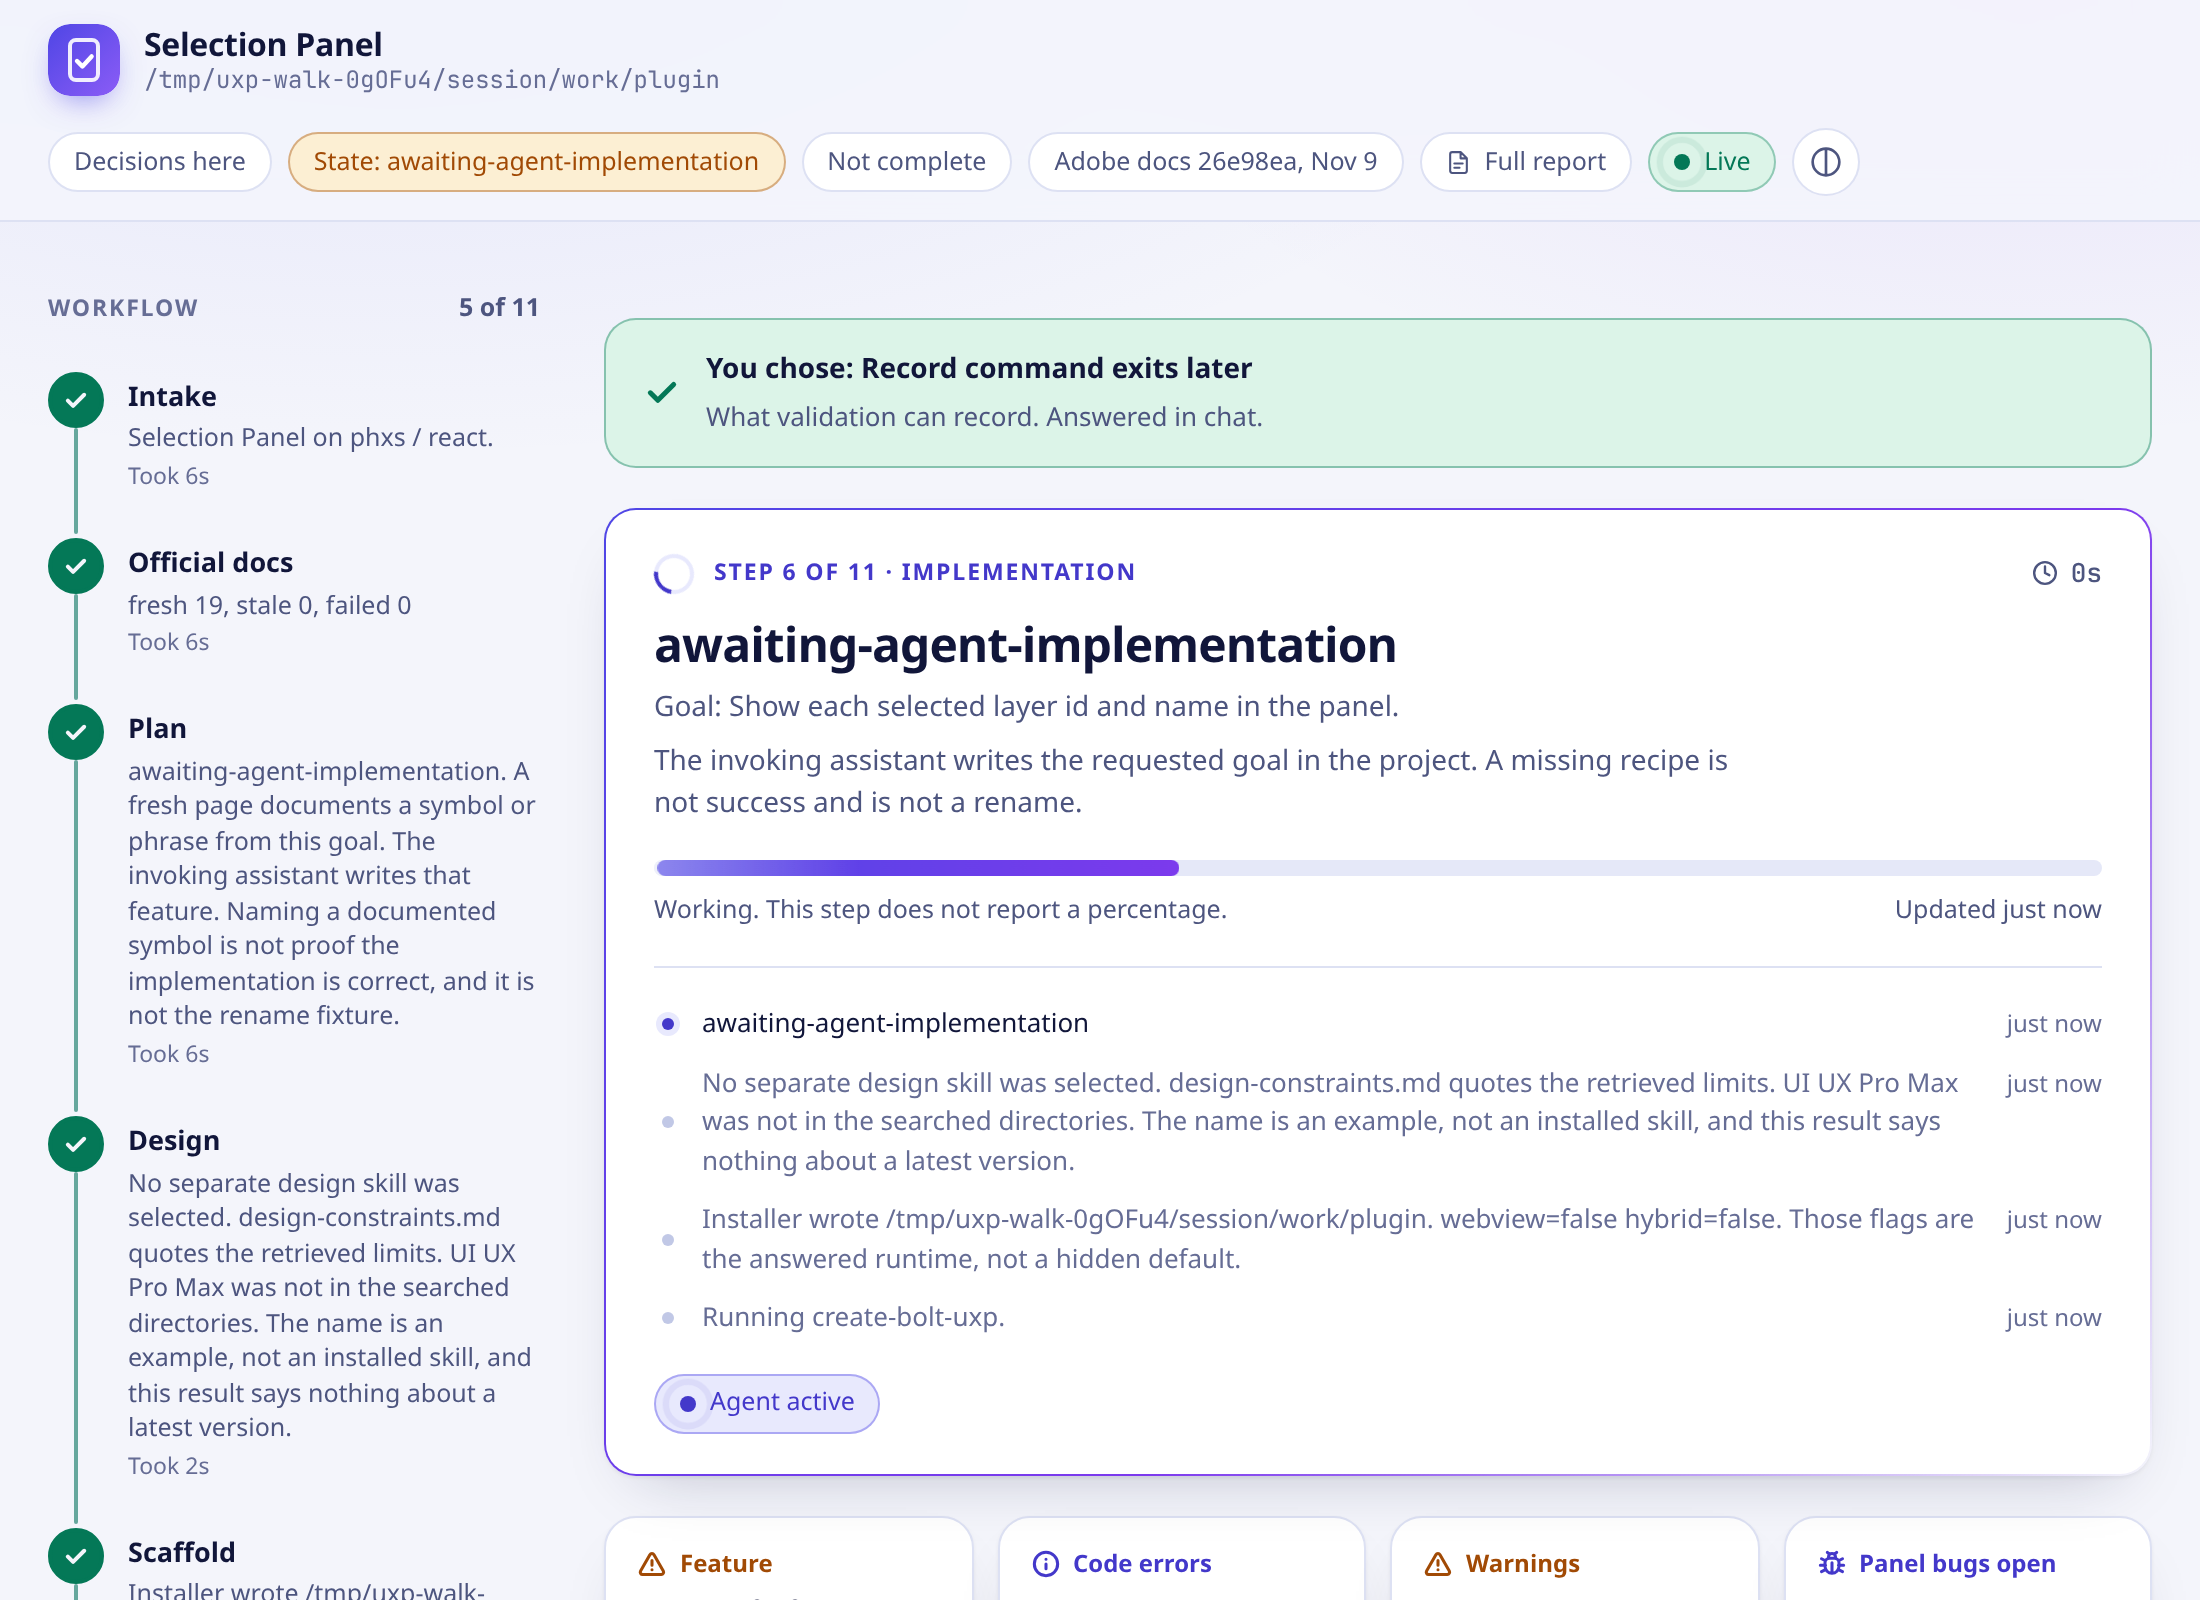 Selection Panel
/tmp/uxp-walk-0gOFu4/session/work/plugin
Decisions here
State: awaiting-agent-implementation
Not complete
Adobe docs 26e98ea, Nov 9
Full report
Live
WORKFLOW
5 of 11
Intake
Selection Panel on phxs / react.
Took 6s
Official docs
fresh 19, stale 0, failed 0
Took 6s
Plan
awaiting-agent-implementation. A
fresh page documents a symbol or
phrase from this goal. The
invoking assistant writes that
feature. Naming a documented
symbol is not proof the
implementation is correct, and it is
not the rename fixture.
Took 6s
Design
No separate design skill was
selected. design-constraints.md
quotes the retrieved limits. UI UX
Pro Max was not in the searched
directories. The name is an
example, not an installed skill, and
this result says nothing about a
latest version.
Took 2s
Scaffold
Installer wrote /tmp/uxp-walk-
You chose: Record command exits later
What validation can record. Answered in chat.
STEP 6 OF 11 · IMPLEMENTATION
0s
awaiting-agent-implementation
Goal: Show each selected layer id and name in the panel.
The invoking assistant writes the requested goal in the project. A missing recipe is
not success and is not a rename.
Working. This step does not report a percentage.
Updated just now
awaiting-agent-implementation
just now
No separate design skill was selected. design-constraints.md quotes the retrieved limits. UI UX Pro Max
just now
was not in the searched directories. The name is an example, not an installed skill, and this result says
nothing about a latest version.
Installer wrote /tmp/uxp-walk-0gOFu4/session/work/plugin. webview=false hybrid=false. Those flags are
just now
the answered runtime, not a hidden default.
Running create-bolt-uxp.
just now
Agent active
Feature
Code errors
Warnings
Panel bugs open